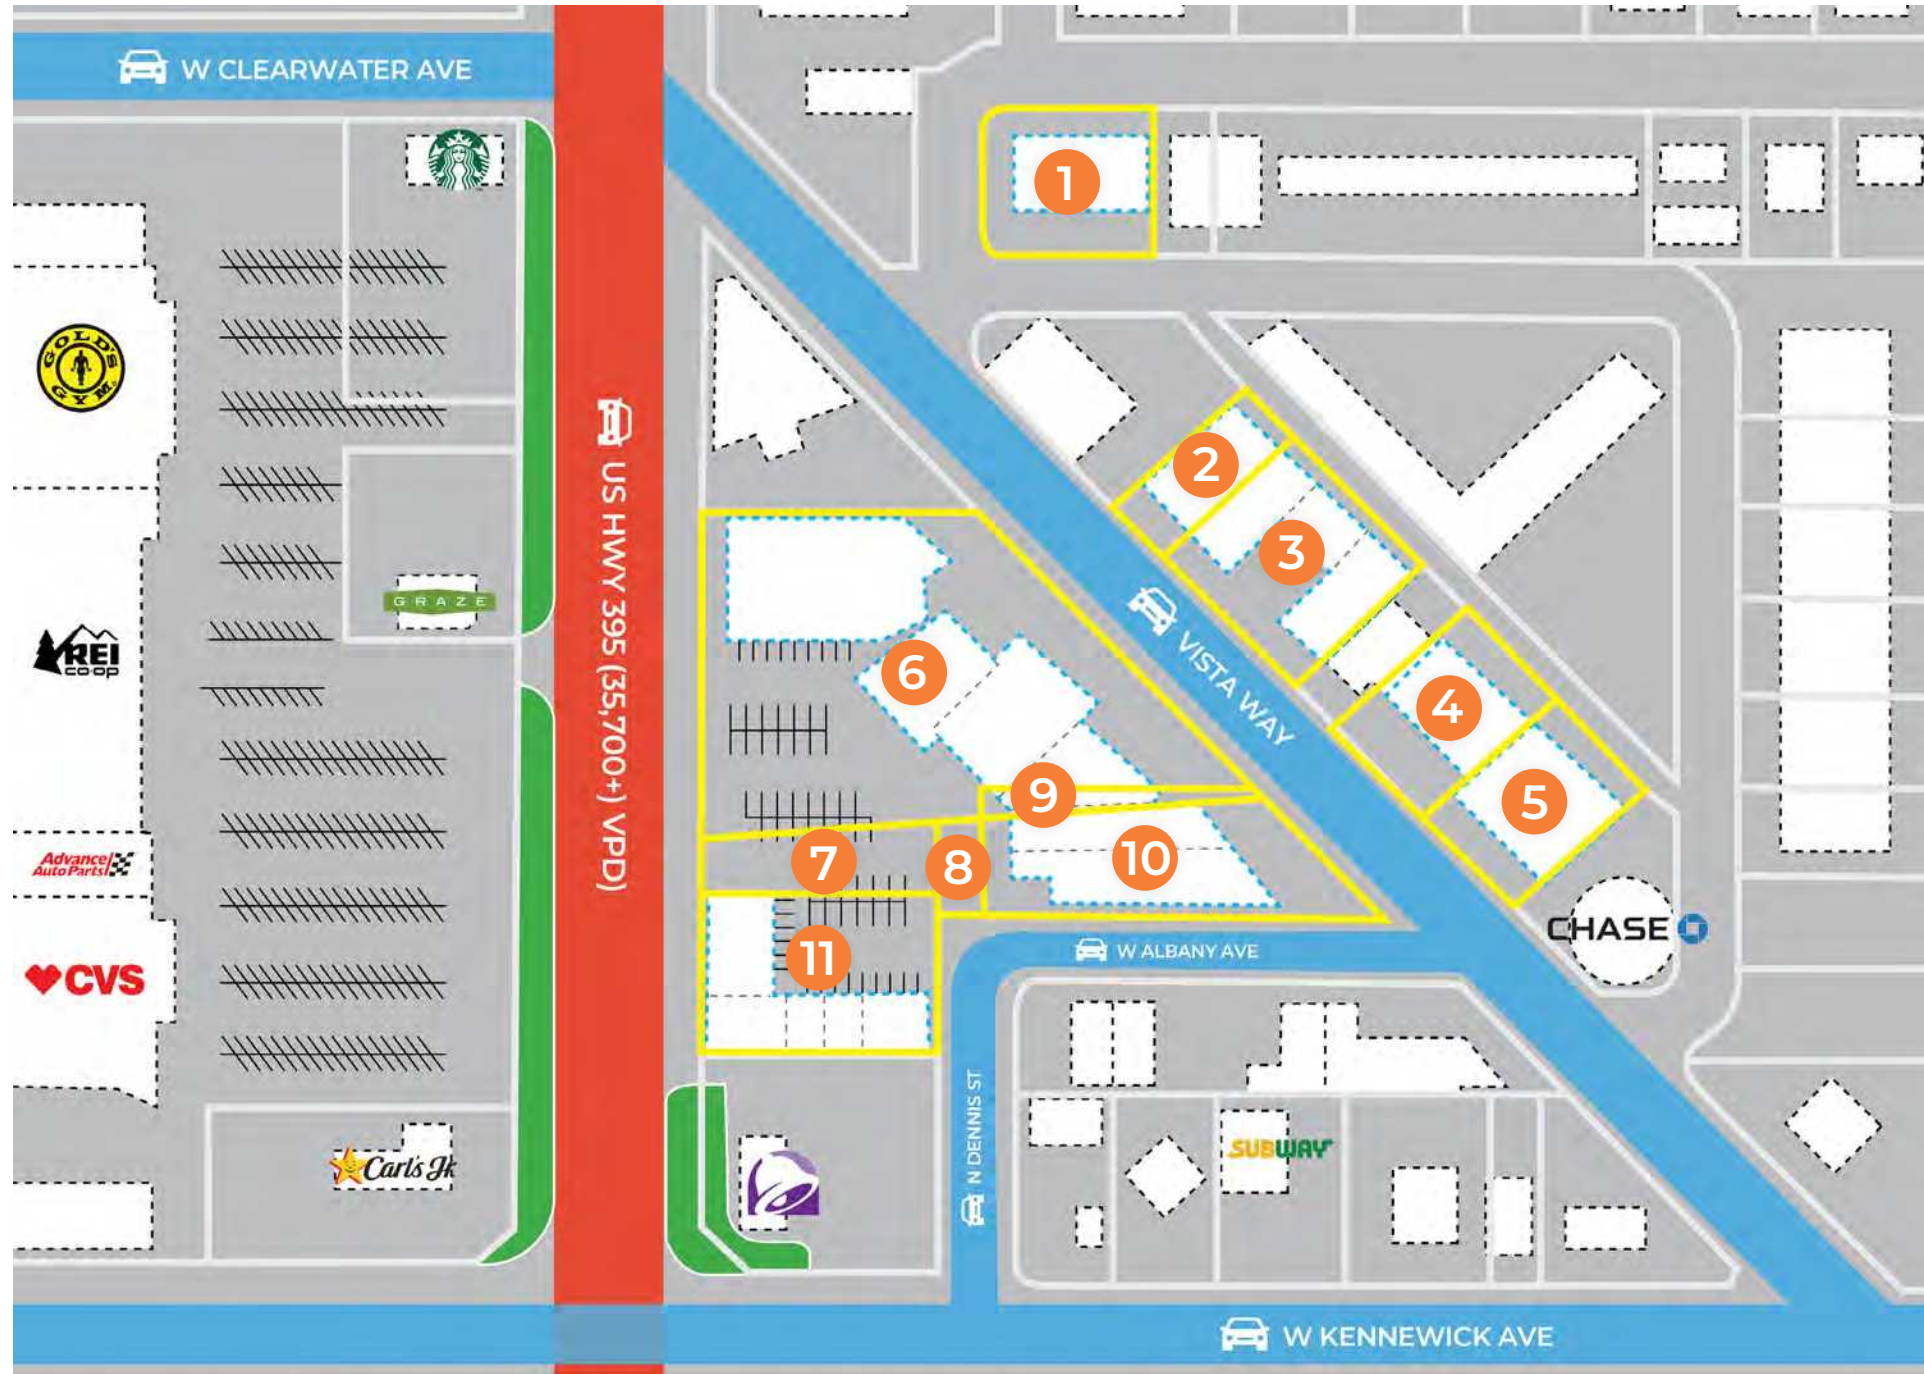 W CLEARWATER AVE
1
GOLD'S
GYM
2
3
US HWY 395 (35,700+) VPD)
GRAZE
REI
CO-OP
VISTA WAY
6
4
9
5
Advance
Auto Parts
7
8
10
CHASE
11
W ALBANY AVE
CVS
N DENNIS ST
SUBWAY
Carl's Jr
W KENNEWICK AVE